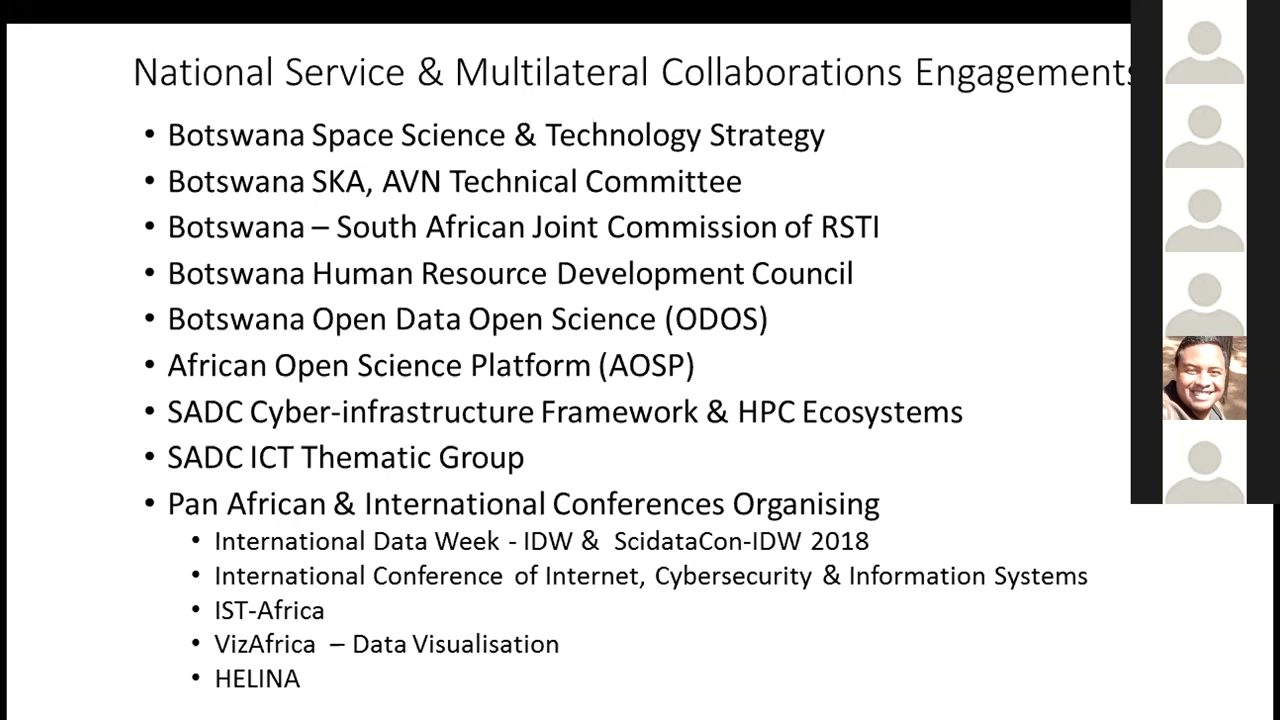 National Service & Multilateral Collaborations Engagements
• Botswana Space Science & Technology Strategy
• Botswana SKA, AVN Technical Committee
• Botswana – South African Joint Commission of RSTI
• Botswana Human Resource Development Council
• Botswana Open Data Open Science (ODOS)
• African Open Science Platform (AOSP)
• SADC Cyber-infrastructure Framework & HPC Ecosystems
• SADC ICT Thematic Group
• Pan African & International Conferences Organising
• International Data Week - IDW & ScidataCon-IDW 2018
• International Conference of Internet, Cybersecurity & Information Systems
• IST-Africa
• VizAfrica – Data Visualisation
• HELINA